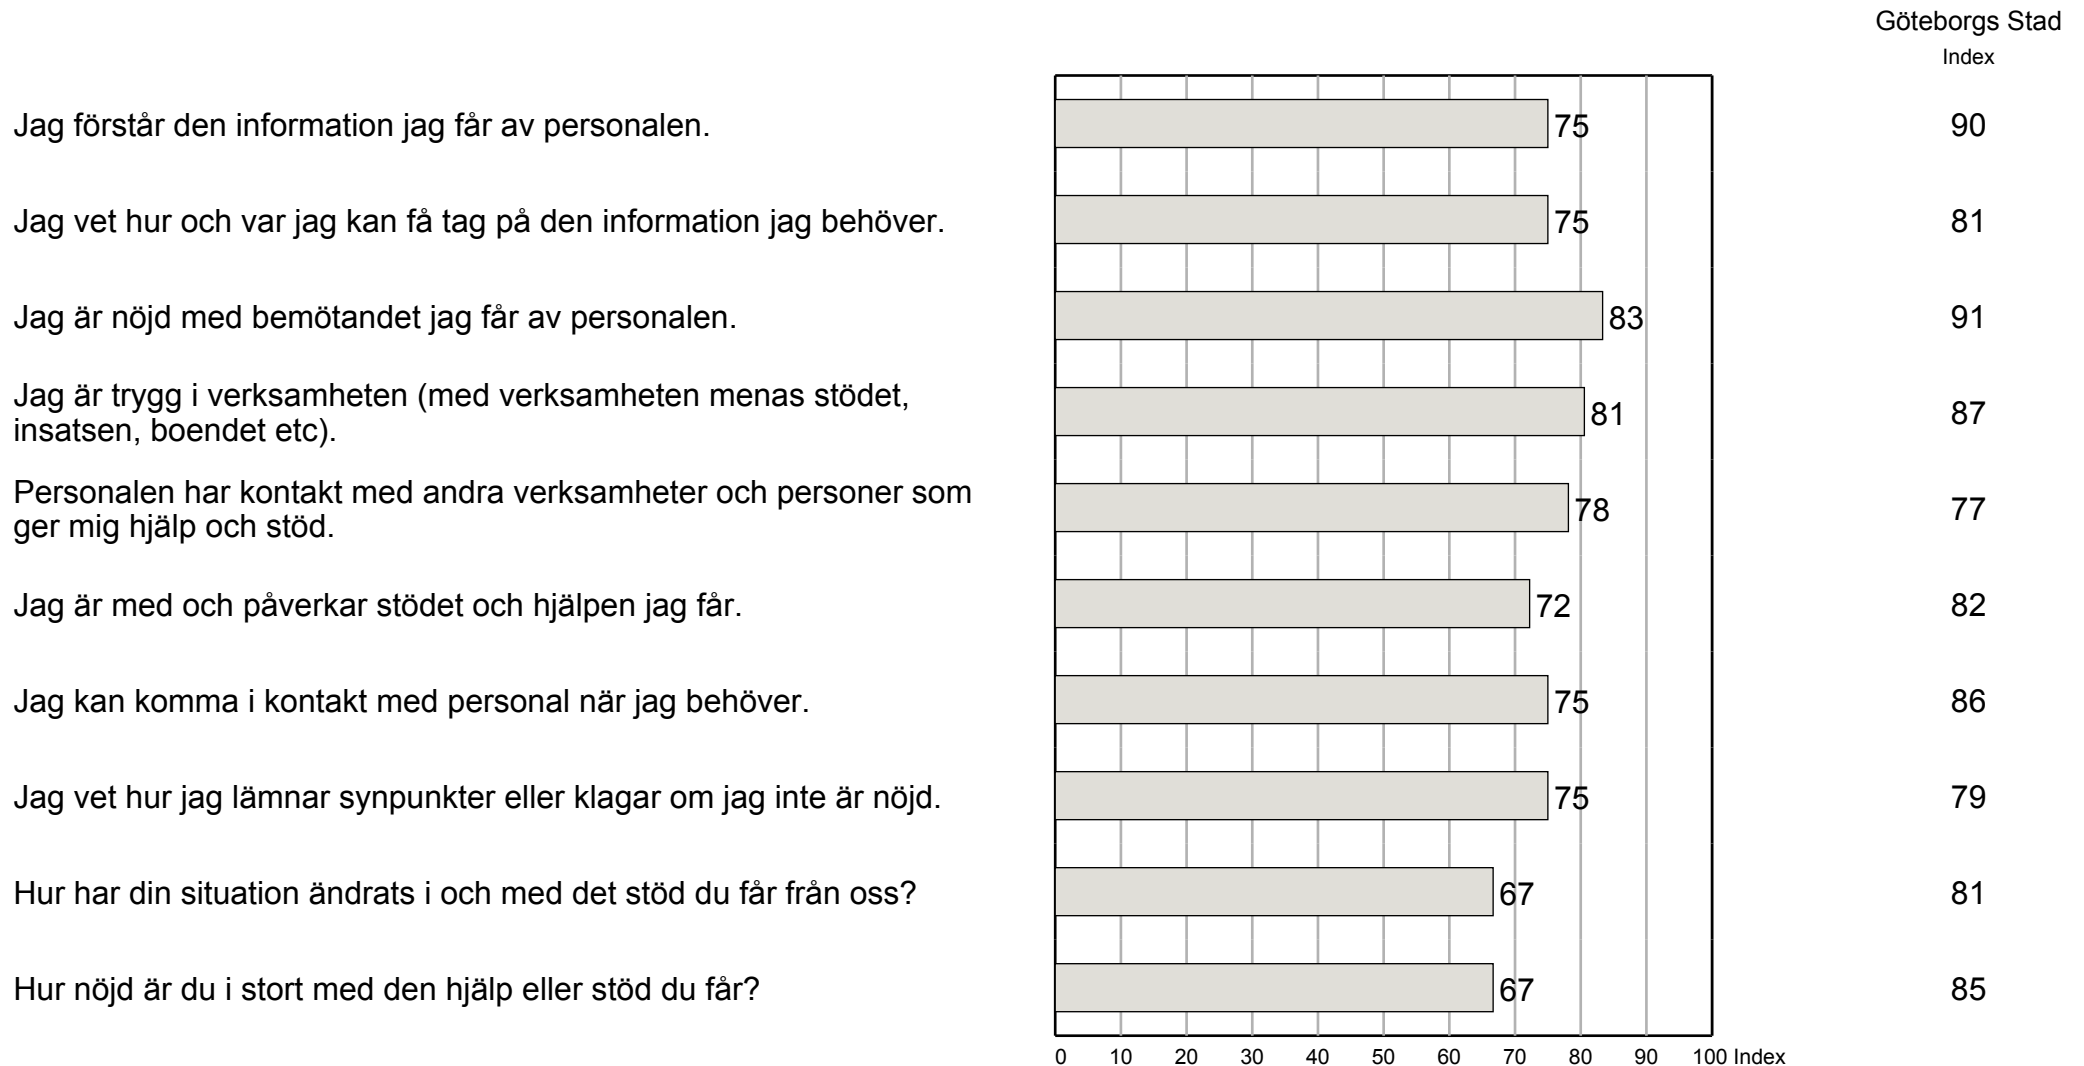 Göteborgs Stad
Index
Jag förstår den information jag får av personalen. 75 90
Jag vet hur och var jag kan få tag på den information jag behöver. 75 81
Jag är nöjd med bemötandet jag får av personalen. 83 91
Jag är trygg i verksamheten (med verksamheten menas stödet,
insatsen, boendet etc). 81 87
Personalen har kontakt med andra verksamheter och personer som
ger mig hjälp och stöd. 78 77
Jag är med och påverkar stödet och hjälpen jag får. 72 82
Jag kan komma i kontakt med personal när jag behöver. 75 86
Jag vet hur jag lämnar synpunkter eller klagar om jag inte är nöjd. 75 79
Hur har din situation ändrats i och med det stöd du får från oss? 67 81
Hur nöjd är du i stort med den hjälp eller stöd du får? 67 85
0 10 20 30 40 50 60 70 80 90 100 Index